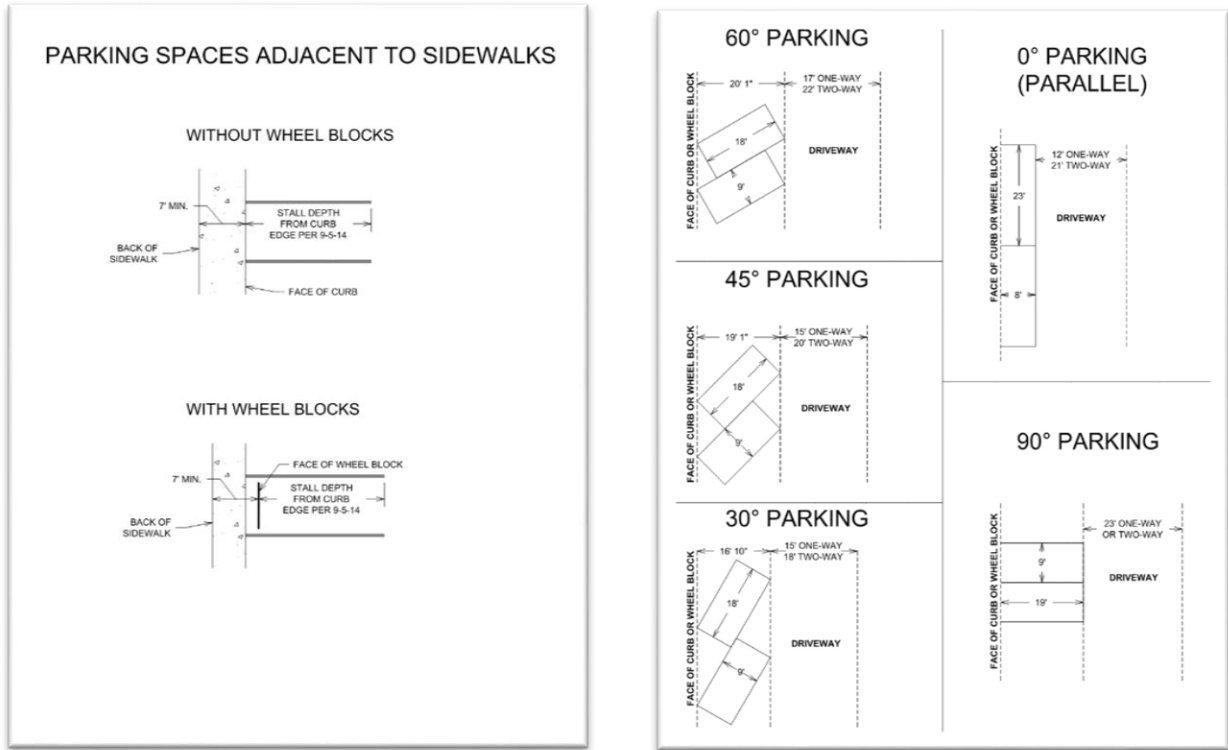 PARKING SPACES ADJACENT TO SIDEWALKS
WITHOUT WHEEL BLOCKS
7' MIN.
STALL DEPTH
FROM CURB
EDGE PER 9-5-14
BACK OF
SIDEWALK
FACE OF CURB
WITH WHEEL BLOCKS
FACE OF WHEEL BLOCK
7' MIN.
STALL DEPTH
FROM CURB
EDGE PER 9-5-14
BACK OF
SIDEWALK
60° PARKING
FACE OF CURB OR WHEEL BLOCK
20' 1"
17' ONE-WAY
22' TWO-WAY
18'
9'
DRIVEWAY
45° PARKING
FACE OF CURB OR WHEEL BLOCK
19' 1"
15' ONE-WAY
20' TWO-WAY
18'
9'
DRIVEWAY
30° PARKING
FACE OF CURB OR WHEEL BLOCK
16' 10"
15' ONE-WAY
18' TWO-WAY
18'
9'
DRIVEWAY
0° PARKING
(PARALLEL)
FACE OF CURB OR WHEEL BLOCK
12' ONE-WAY
21' TWO-WAY
23'
8'
DRIVEWAY
90° PARKING
FACE OF CURB OR WHEEL BLOCK
23' ONE-WAY
OR TWO-WAY
9'
19'
DRIVEWAY